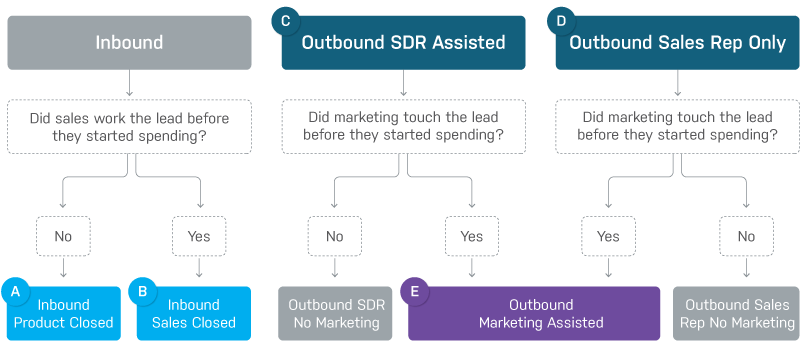 Inbound
Did sales work the lead before
they started spending?
No
Yes
A
Inbound
Product Closed
B
Inbound
Sales Closed
C
Outbound SDR Assisted
Did marketing touch the lead
before they started spending?
No
Yes
Outbound SDR
No Marketing
D
Outbound Sales Rep Only
Did marketing touch the lead
before they started spending?
Yes
No
E
Outbound
Marketing Assisted
Outbound Sales
Rep No Marketing